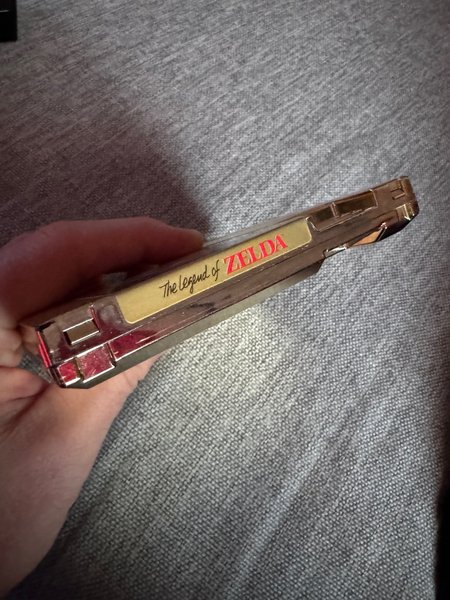 The Legend of ZELDA